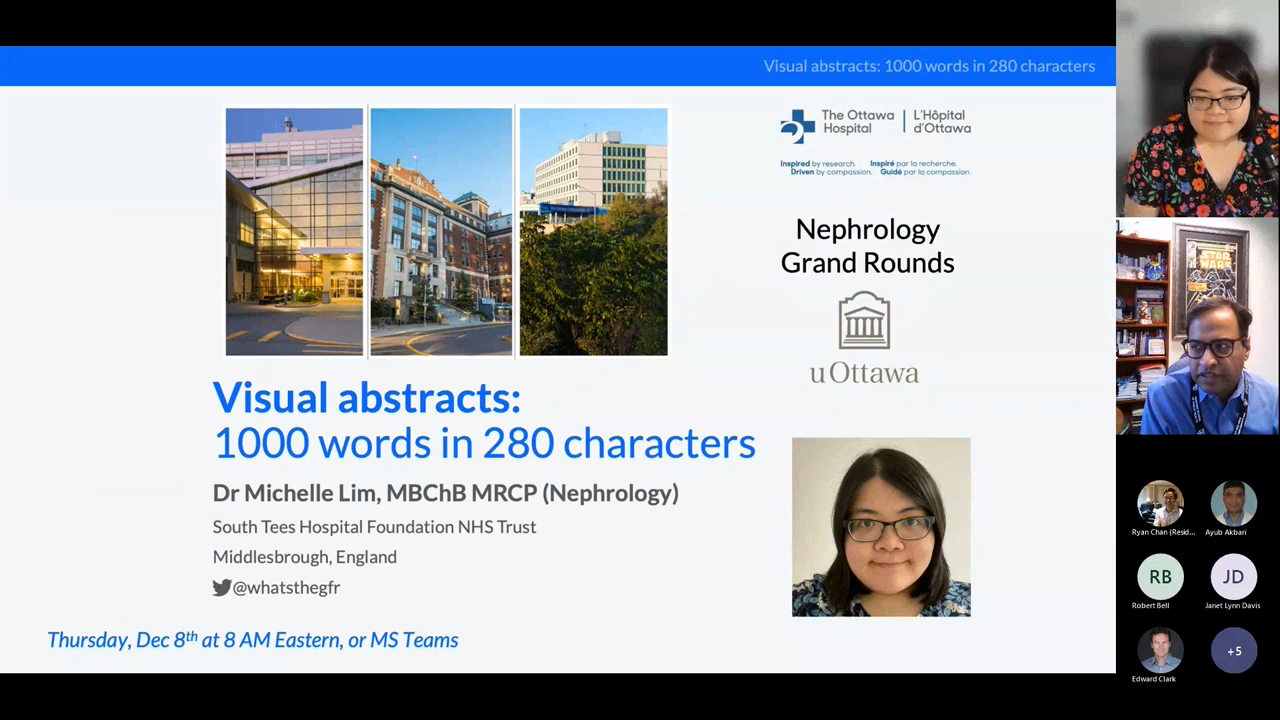 Visual abstracts: 1000 words in 280 characters
The Ottawa Hospital
L'Hôpital d'Ottawa
Inspired by research.
Driven by compassion.
Inspiré par la recherche.
Guidé par la compassion.
Nephrology
Grand Rounds
uOttawa
Visual abstracts:
1000 words in 280 characters
Dr Michelle Lim, MBChB MRCP (Nephrology)
South Tees Hospital Foundation NHS Trust
Middlesbrough, England
@whatsthegfr
Thursday, Dec 8th at 8 AM Eastern, or MS Teams
STAR WARS
Ryan Chan (Resid...
Ayub Akbari
RB
JD
Robert Bell
Janet Lynn Davis
+5
Edward Clark